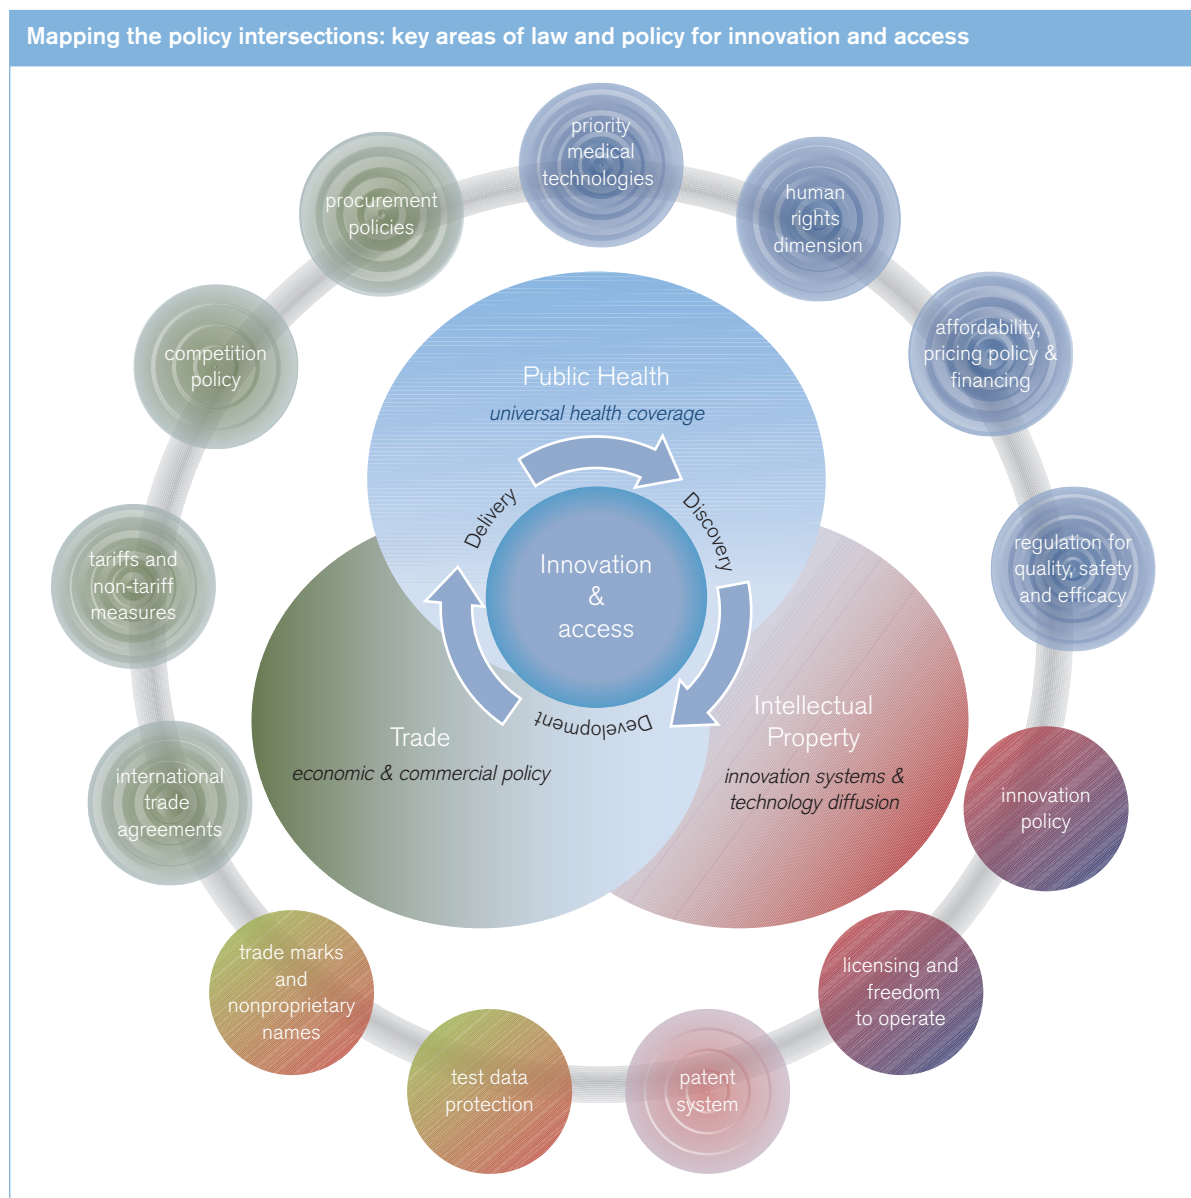 Mapping the policy intersections: key areas of law and policy for innovation and access
priority
medical
technologies
human
rights
dimension
affordability,
pricing policy &
financing
regulation for
quality, safety
and efficacy
innovation
policy
licensing and
freedom
to operate
patent
system
test data
protection
trade marks
and
nonproprietary
names
international
trade
agreements
tariffs and
non-tariff
measures
competition
policy
procurement
policies
Public Health
universal health coverage
Delivery
Discovery
Development
Innovation
&
access
Trade
economic & commercial policy
Intellectual
Property
innovation systems &
technology diffusion